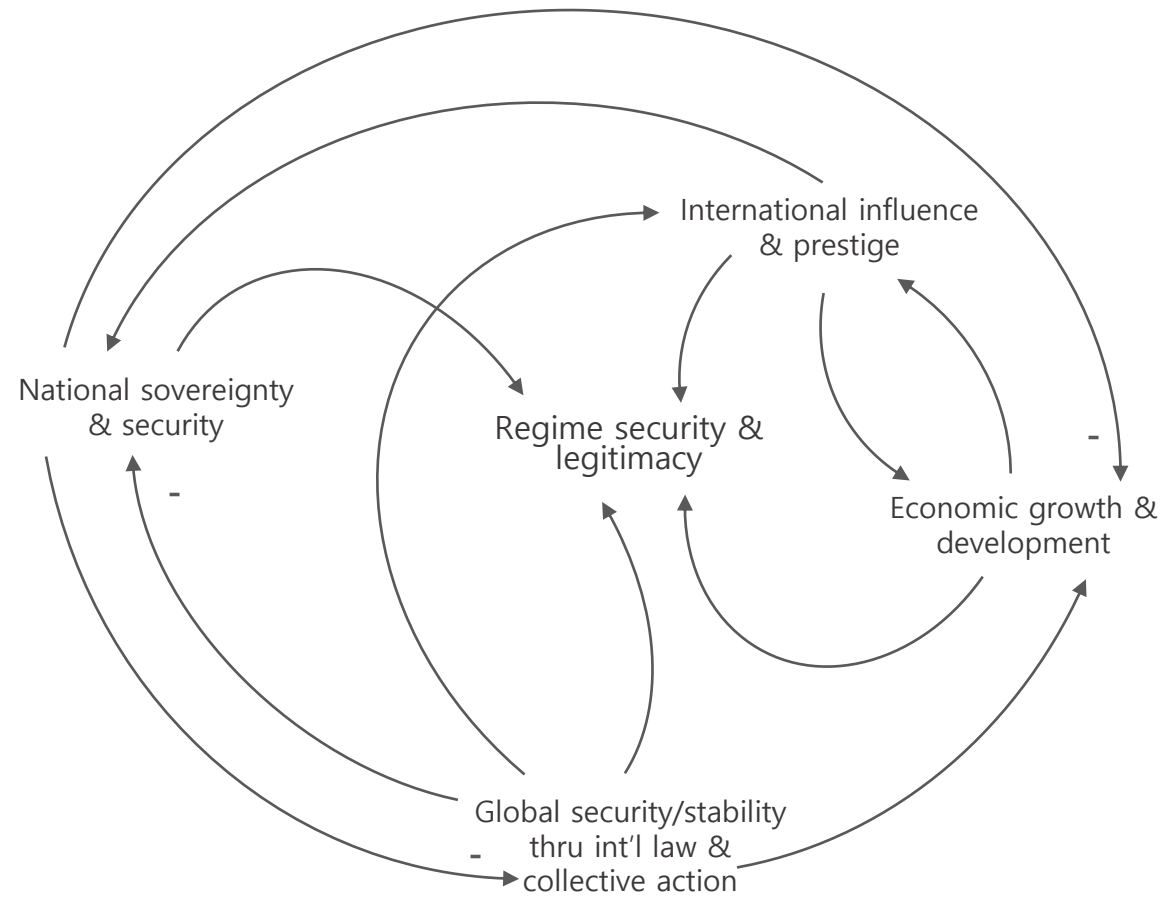 International influence
& prestige
National sovereignty
& security
Regime security &
legitimacy
-
Economic growth &
development
-
Global security/stability
thru int'l law &
-
collective action